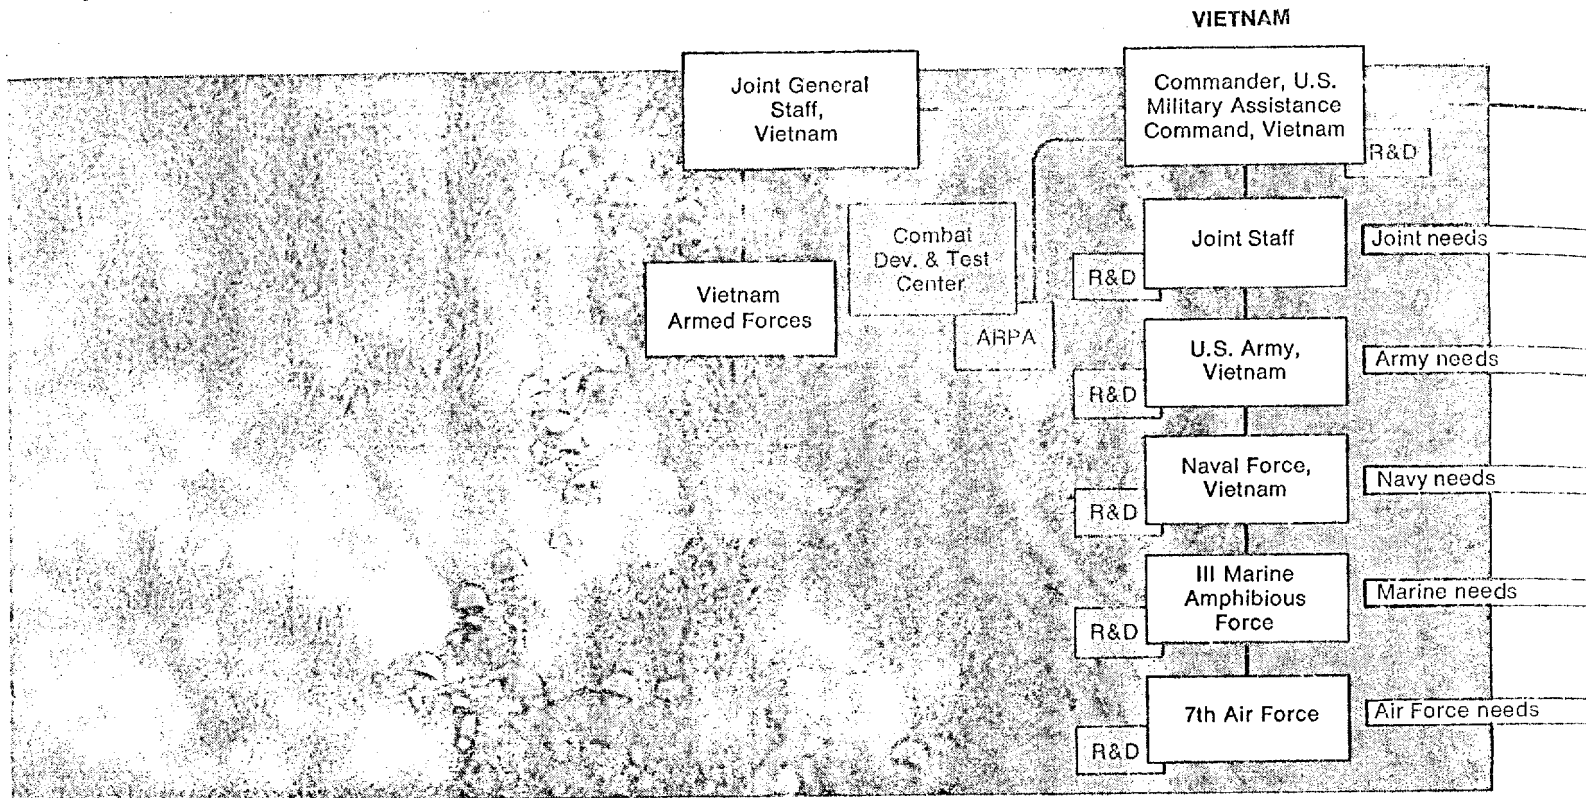 VIETNAM
Joint General
Staff,
Vietnam
Commander, U.S.
Military Assistance
Command, Vietnam
R&D
Combat
Dev. & Test
Center
ARPA
Vietnam
Armed Forces
Joint Staff
R&D
Joint needs
U.S. Army,
Vietnam
R&D
Army needs
Naval Force,
Vietnam
R&D
Navy needs
III Marine
Amphibious
Force
R&D
Marine needs
7th Air Force
R&D
Air Force needs